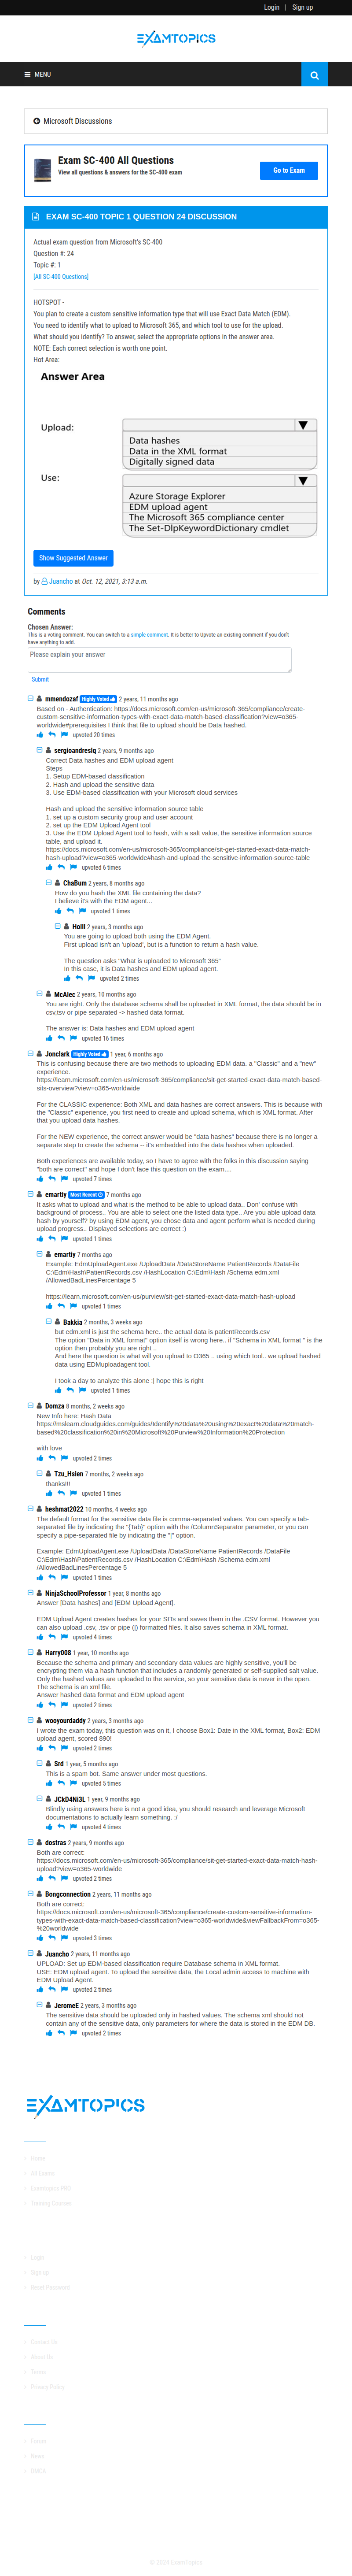 Login | Sign up
EXAMTOPICS
MENU
Microsoft Discussions
Exam SC-400 All Questions
View all questions & answers for the SC-400 exam
Go to Exam
EXAM SC-400 TOPIC 1 QUESTION 24 DISCUSSION
Actual exam question from Microsoft's SC-400
Question #: 24
Topic #: 1
[All SC-400 Questions]
HOTSPOT -
You plan to create a custom sensitive information type that will use Exact Data Match (EDM).
You need to identify what to upload to Microsoft 365, and which tool to use for the upload.
What should you identify? To answer, select the appropriate options in the answer area.
NOTE: Each correct selection is worth one point.
Hot Area:
Answer Area
Upload:
Data hashes
Data in the XML format
Digitally signed data
Use:
Azure Storage Explorer
EDM upload agent
The Microsoft 365 compliance center
The Set-DlpKeywordDictionary cmdlet
Show Suggested Answer
by Juancho at Oct. 12, 2021, 3:13 a.m.
Comments
Chosen Answer:
This is a voting comment. You can switch to a simple comment. It is better to Upvote an existing comment if you don't
have anything to add.
Please explain your answer
Submit
mmendozaf Highly Voted 2 years, 11 months ago
Based on - Authentication: https://docs.microsoft.com/en-us/microsoft-365/compliance/create-
custom-sensitive-information-types-with-exact-data-match-based-classification?view=o365-
worldwide#prerequisites I think that file to upload should be Data hashed.
upvoted 20 times
sergioandreslq 2 years, 9 months ago
Correct Data hashes and EDM upload agent
Steps
1. Setup EDM-based classification
2. Hash and upload the sensitive data
3. Use EDM-based classification with your Microsoft cloud services
Hash and upload the sensitive information source table
1. set up a custom security group and user account
2. set up the EDM Upload Agent tool
3. Use the EDM Upload Agent tool to hash, with a salt value, the sensitive information source
table, and upload it.
https://docs.microsoft.com/en-us/microsoft-365/compliance/sit-get-started-exact-data-match-
hash-upload?view=o365-worldwide#hash-and-upload-the-sensitive-information-source-table
upvoted 6 times
ChaBum 2 years, 8 months ago
How do you hash the XML file containing the data?
I believe it's with the EDM agent...
upvoted 1 times
Holii 2 years, 3 months ago
You are going to upload both using the EDM Agent.
First upload isn't an 'upload', but is a function to return a hash value.
The question asks "What is uploaded to Microsoft 365"
In this case, it is Data hashes and EDM upload agent.
upvoted 2 times
McAlec 2 years, 10 months ago
You are right. Only the database schema shall be uploaded in XML format, the data should be in
csv,tsv or pipe separated -> hashed data format.
The answer is; Data hashes and EDM upload agent
upvoted 16 times
Jonclark Highly Voted 1 year, 6 months ago
This is confusing because there are two methods to uploading EDM data. a "Classic" and a "new"
experience.
https://learn.microsoft.com/en-us/microsoft-365/compliance/sit-get-started-exact-data-match-based-
sits-overview?view=o365-worldwide
For the CLASSIC experience: Both XML and data hashes are correct answers. This is because with
the "Classic" experience, you first need to create and upload schema, which is XML format. After
that you upload data hashes.
For the NEW experience, the correct answer would be "data hashes" because there is no longer a
separate step to create the schema -- it's embedded into the data hashes when uploaded.
Both experiences are available today, so I have to agree with the folks in this discussion saying
"both are correct" and hope I don't face this question on the exam....
upvoted 7 times
emartiy Most Recent 7 months ago
It asks what to upload and what is the method to be able to upload data.. Don' confuse with
background of process.. You are able to select one of the listed data type.. Are you able upload data
hash by yourself? by using EDM agent, you chose data and agent perform what is needed during
upload progress.. Displayed selections are correct :)
upvoted 1 times
emartiy 7 months ago
Example: EdmUploadAgent.exe /UploadData /DataStoreName PatientRecords /DataFile
C:\Edm\Hash\PatientRecords.csv /HashLocation C:\Edm\Hash /Schema edm.xml
/AllowedBadLinesPercentage 5
https://learn.microsoft.com/en-us/purview/sit-get-started-exact-data-match-hash-upload
upvoted 1 times
Bakkia 2 months, 3 weeks ago
but edm.xml is just the schema here.. the actual data is patientRecords.csv
The option "Data in XML format" option itself is wrong here.. if "Schema in XML format " is the
option then probably you are right ..
And here the question is what will you upload to O365 .. using which tool.. we upload hashed
data using EDMuploadagent tool.
I took a day to analyze this alone :| hope this is right
upvoted 1 times
Domza 8 months, 2 weeks ago
New Info here: Hash Data
https://mslearn.cloudguides.com/guides/Identify%20data%20using%20exact%20data%20match-
based%20classification%20in%20Microsoft%20Purview%20Information%20Protection
with love
upvoted 2 times
Tzu_Hsien 7 months, 2 weeks ago
thanks!!!
upvoted 1 times
heshmat2022 10 months, 4 weeks ago
The default format for the sensitive data file is comma-separated values. You can specify a tab-
separated file by indicating the "{Tab}" option with the /ColumnSeparator parameter, or you can
specify a pipe-separated file by indicating the "|" option.
Example: EdmUploadAgent.exe /UploadData /DataStoreName PatientRecords /DataFile
C:\Edm\Hash\PatientRecords.csv /HashLocation C:\Edm\Hash /Schema edm.xml
/AllowedBadLinesPercentage 5
upvoted 1 times
NinjaSchoolProfessor 1 year, 8 months ago
Answer [Data hashes] and [EDM Upload Agent].
EDM Upload Agent creates hashes for your SITs and saves them in the .CSV format. However you
can also upload .csv, .tsv or pipe (|) formatted files. It also saves schema in XML format.
upvoted 4 times
Harry008 1 year, 10 months ago
Because the schema and primary and secondary data values are highly sensitive, you'll be
encrypting them via a hash function that includes a randomly generated or self-supplied salt value.
Only the hashed values are uploaded to the service, so your sensitive data is never in the open.
The schema is an xml file.
Answer hashed data format and EDM upload agent
upvoted 2 times
wooyourdaddy 2 years, 3 months ago
I wrote the exam today, this question was on it, I choose Box1: Date in the XML format, Box2: EDM
upload agent, scored 890!
upvoted 2 times
Srd 1 year, 5 months ago
This is a spam bot. Same answer under most questions.
upvoted 5 times
JCkD4Ni3L 1 year, 9 months ago
Blindly using answers here is not a good idea, you should research and leverage Microsoft
documentations to actually learn something. :/
upvoted 4 times
dostras 2 years, 9 months ago
Both are correct:
https://docs.microsoft.com/en-us/microsoft-365/compliance/sit-get-started-exact-data-match-hash-
upload?view=o365-worldwide
upvoted 2 times
Bongconnection 2 years, 11 months ago
Both are correct:
https://docs.microsoft.com/en-us/microsoft-365/compliance/create-custom-sensitive-information-
types-with-exact-data-match-based-classification?view=o365-worldwide&viewFallbackFrom=o365-
%20worldwide
upvoted 3 times
Juancho 2 years, 11 months ago
UPLOAD: Set up EDM-based classification require Database schema in XML format.
USE: EDM upload agent. To upload the sensitive data, the Local admin access to machine with
EDM Upload Agent.
upvoted 2 times
JeromeE 2 years, 3 months ago
The sensitive data should be uploaded only in hashed values. The schema xml should not
contain any of the sensitive data, only parameters for where the data is stored in the EDM DB.
upvoted 2 times
EXAMTOPICS
Home
All Exams
Examtopics PRO
Training Courses
Login
Sign up
Reset Password
Contact Us
About Us
Terms
Privacy Policy
Forum
News
DMCA
© 2024 ExamTopics